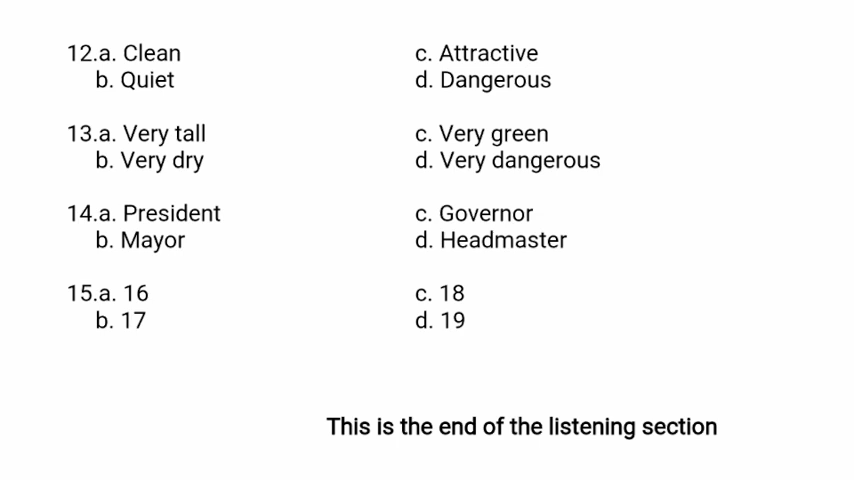 12.a. Clean c. Attractive
b. Quiet d. Dangerous
13.a. Very tall c. Very green
b. Very dry d. Very dangerous
14.a. President c. Governor
b. Mayor d. Headmaster
15.a. 16 c. 18
b. 17 d. 19
This is the end of the listening section